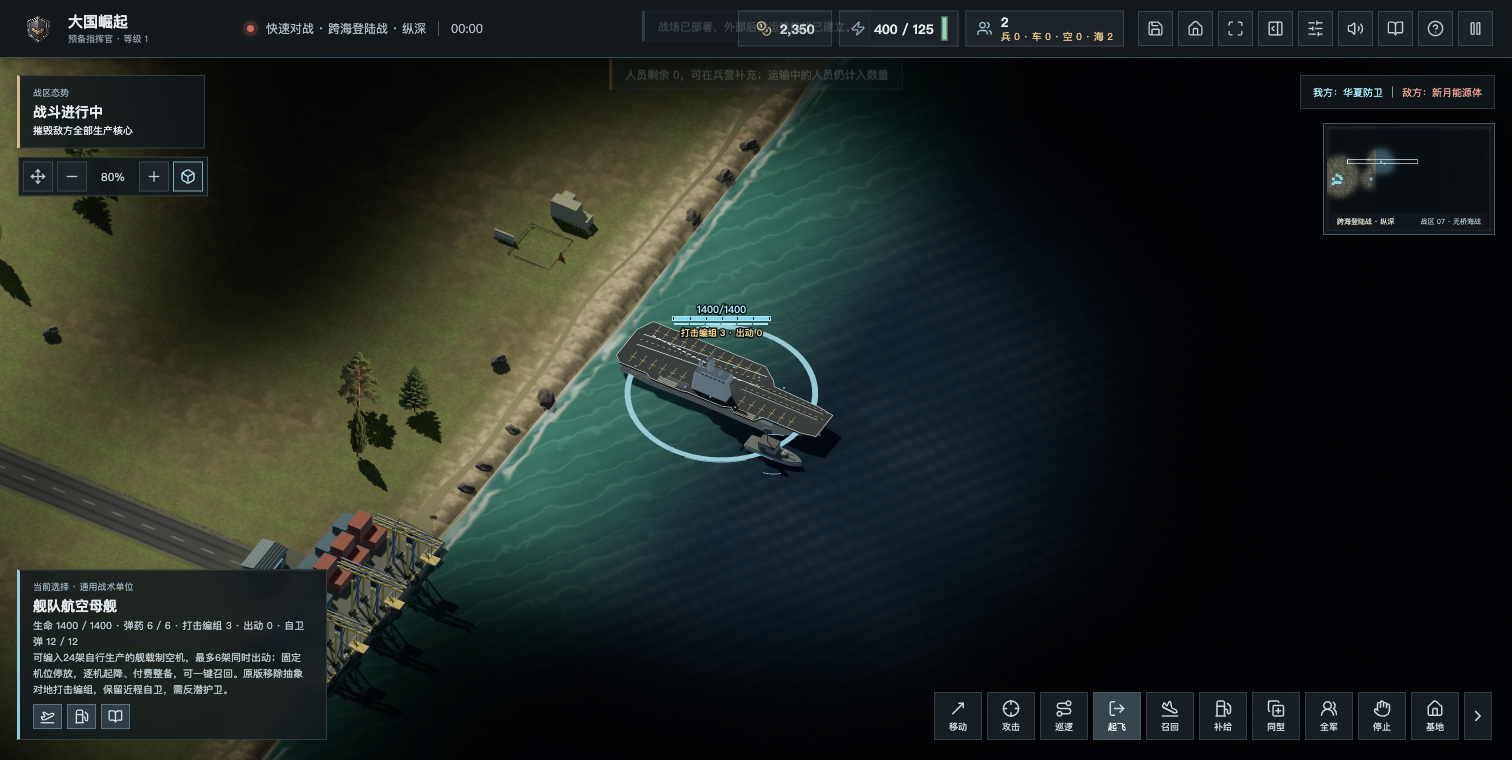 大国崛起
预备指挥官 · 等级 1
快速对战 · 跨海登陆战 · 纵深
00:00
战场已部署，外部后
已建立
2,350
400 / 125
2
兵 0 · 车 0 · 空 0 · 海 2
人员剩余 0，可在兵营补充；运输中的人员仍计入数量
战区态势
战斗进行中
摧毁敌方全部生产核心
80%
我方：华夏防卫
敌方：新月能源体
跨海登陆战 · 纵深
战区 07 · 无桥海战
1400/1400
打击编组 3 · 出动 0
当前选择 · 通用战术单位
舰队航空母舰
生命 1400 / 1400 · 弹药 6 / 6 · 打击编组 3 · 出动 0 · 自卫
弹 12 / 12
可编入24架自行生产的舰载制空机，最多6架同时出动；固定
机位停放，逐机起降、付费整备，可一键召回。原版移除抽象
对地打击编组，保留近程自卫，需反潜护卫。
移动
攻击
巡逻
起飞
召回
补给
同型
全军
停止
基地